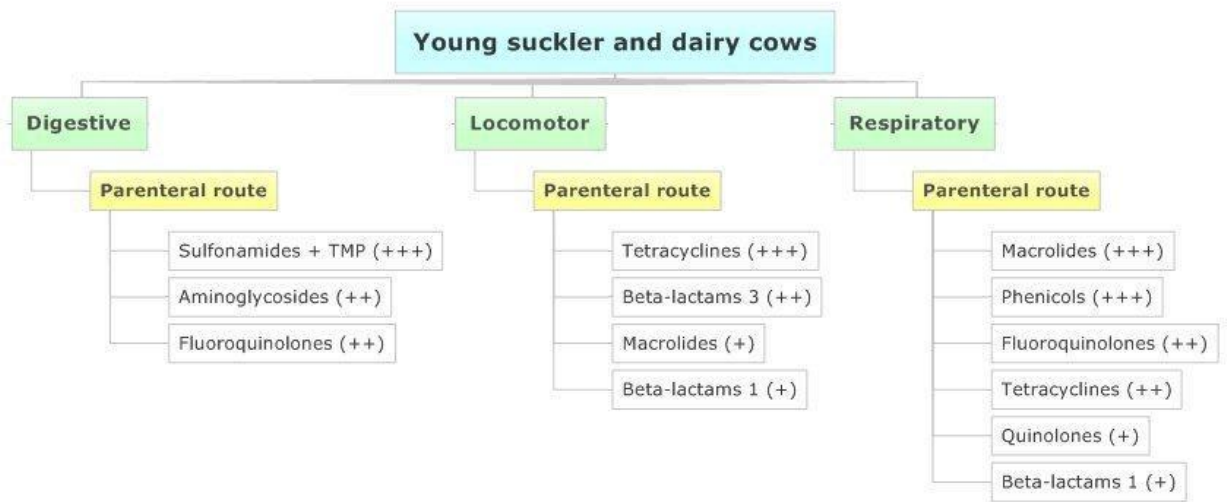 Young suckler and dairy cows
Digestive
Parenteral route
Sulfonamides + TMP (+++)
Aminoglycosides (++)
Fluoroquinolones (++)
Locomotor
Parenteral route
Tetracyclines (+++)
Beta-lactams 3 (++)
Macrolides (+)
Beta-lactams 1 (+)
Respiratory
Parenteral route
Macrolides (+++)
Phenicols (+++)
Fluoroquinolones (++)
Tetracyclines (++)
Quinolones (+)
Beta-lactams 1 (+)